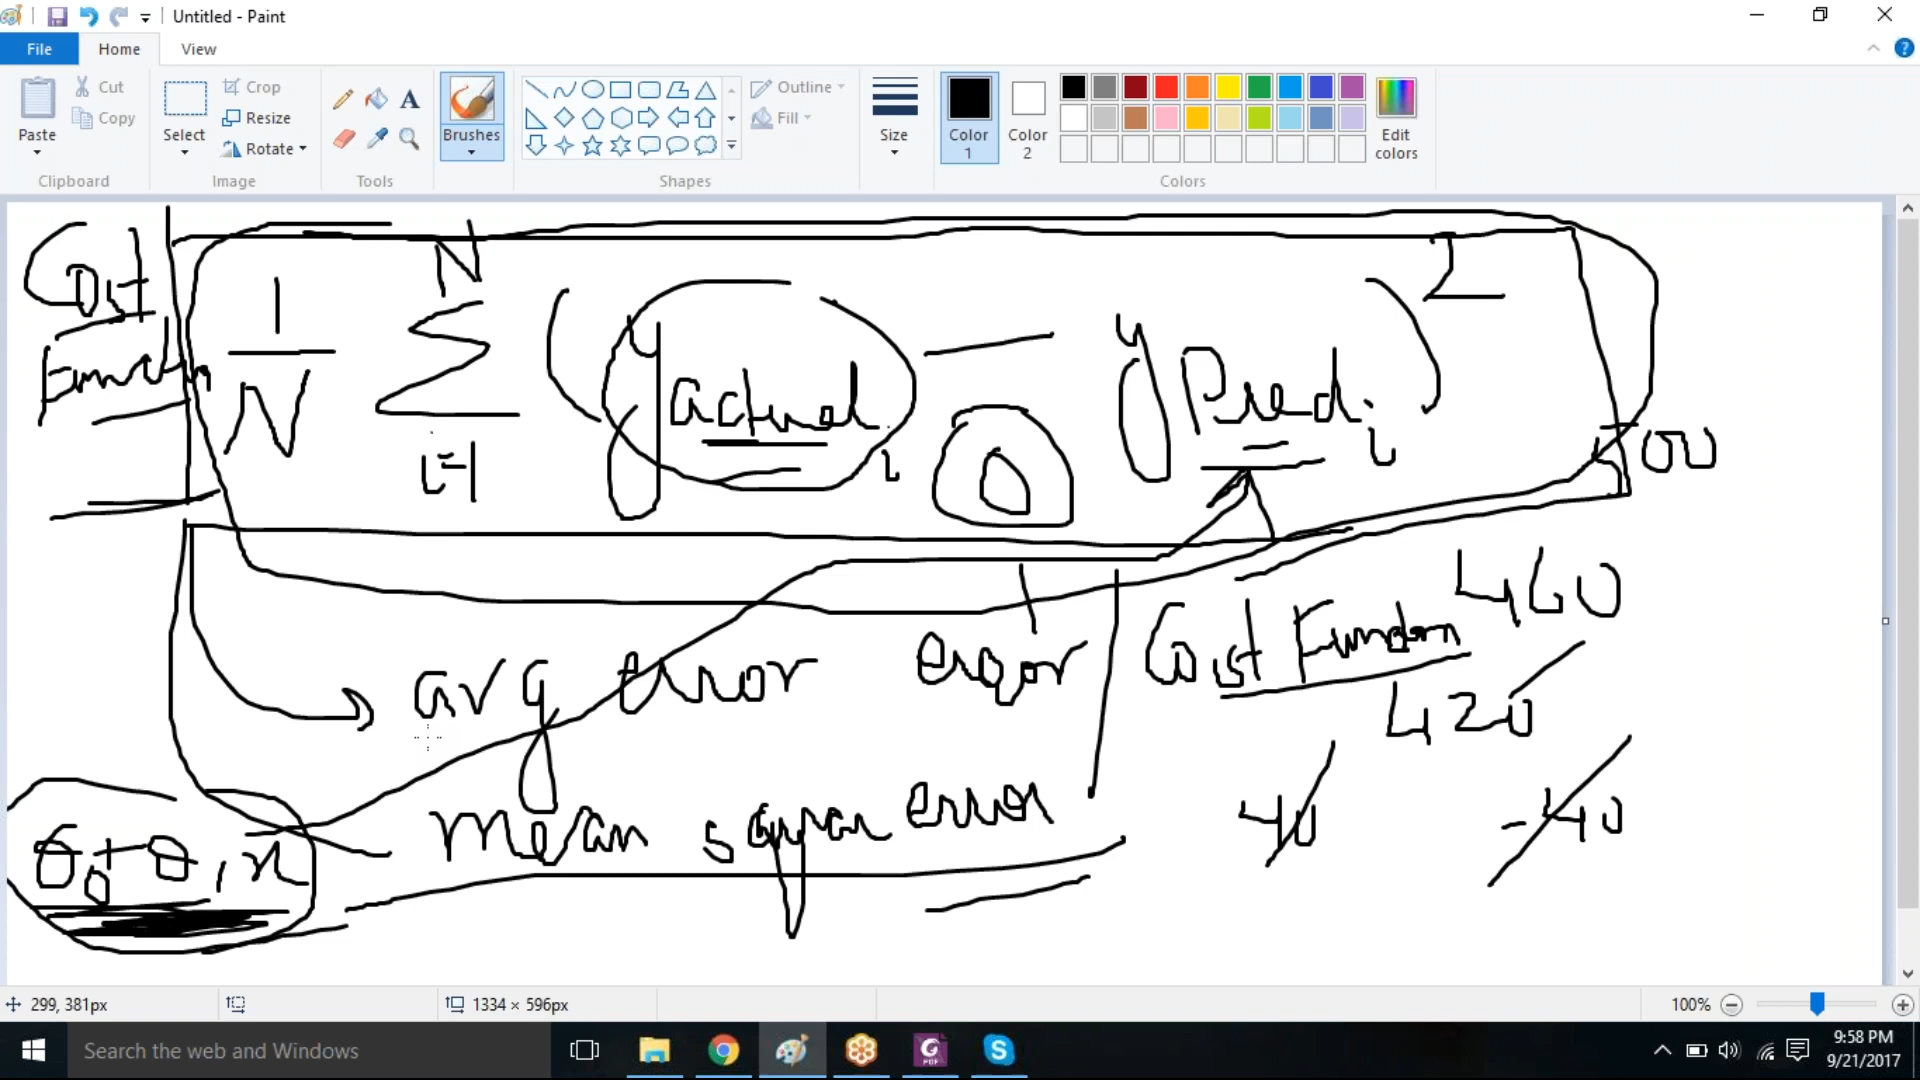 Untitled - Paint
File Home View
Paste
Cut
Copy
Clipboard
Select
Crop
Resize
Rotate
Image
Tools
Brushes
Shapes
Outline
Fill
Size
Color 1
Color 2
Edit colors
Colors
Cost
1/N N Σ i=1 (y actual i - y Pred i)2
0
500
avg error error Cost Function 460
420
mean square error 40 -40
θ0+θ1x
299, 381px
1334 × 596px
100%
Search the web and Windows
9:58 PM
9/21/2017